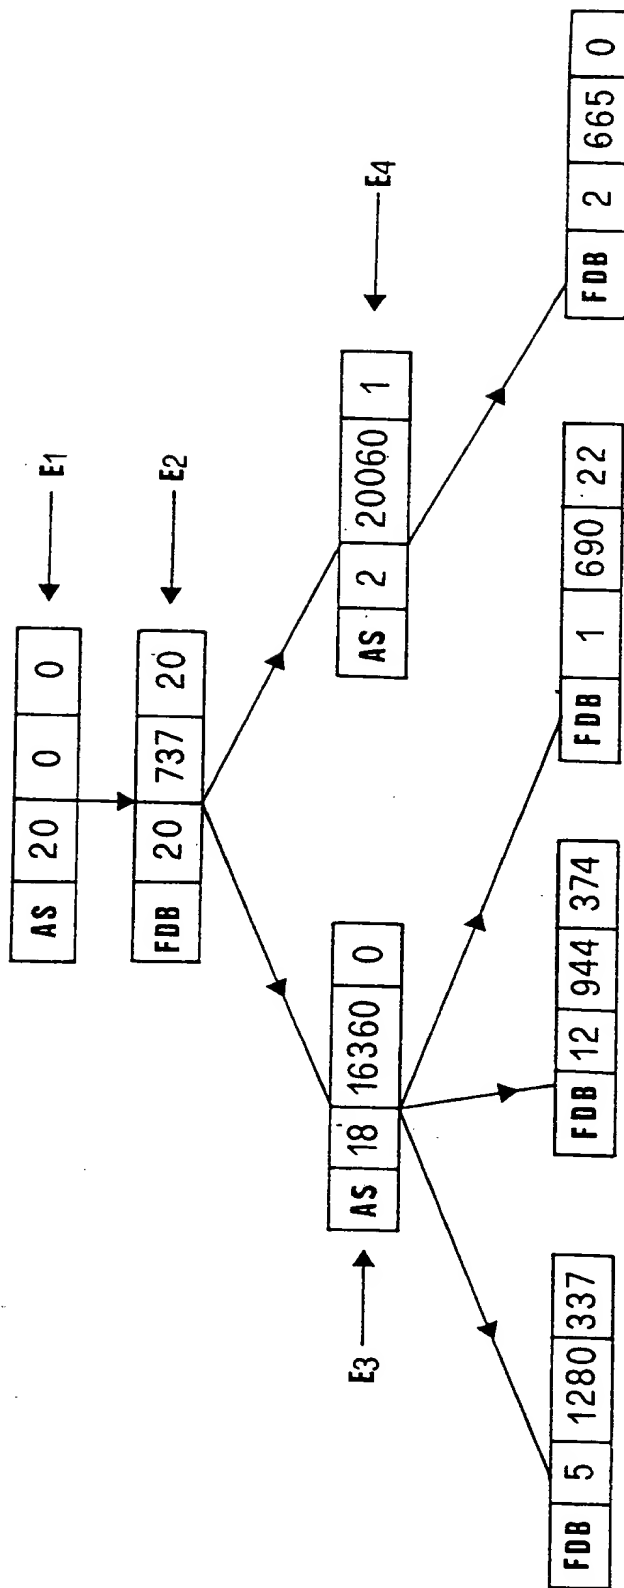 AS 20 0 0 E1
FDB 20 737 20 E2
E3 AS 18 16360 0
AS 2 20060 1 E4
FDB 5 1280 337
FDB 12 944 374
FDB 1 690 22
FDB 2 665 0